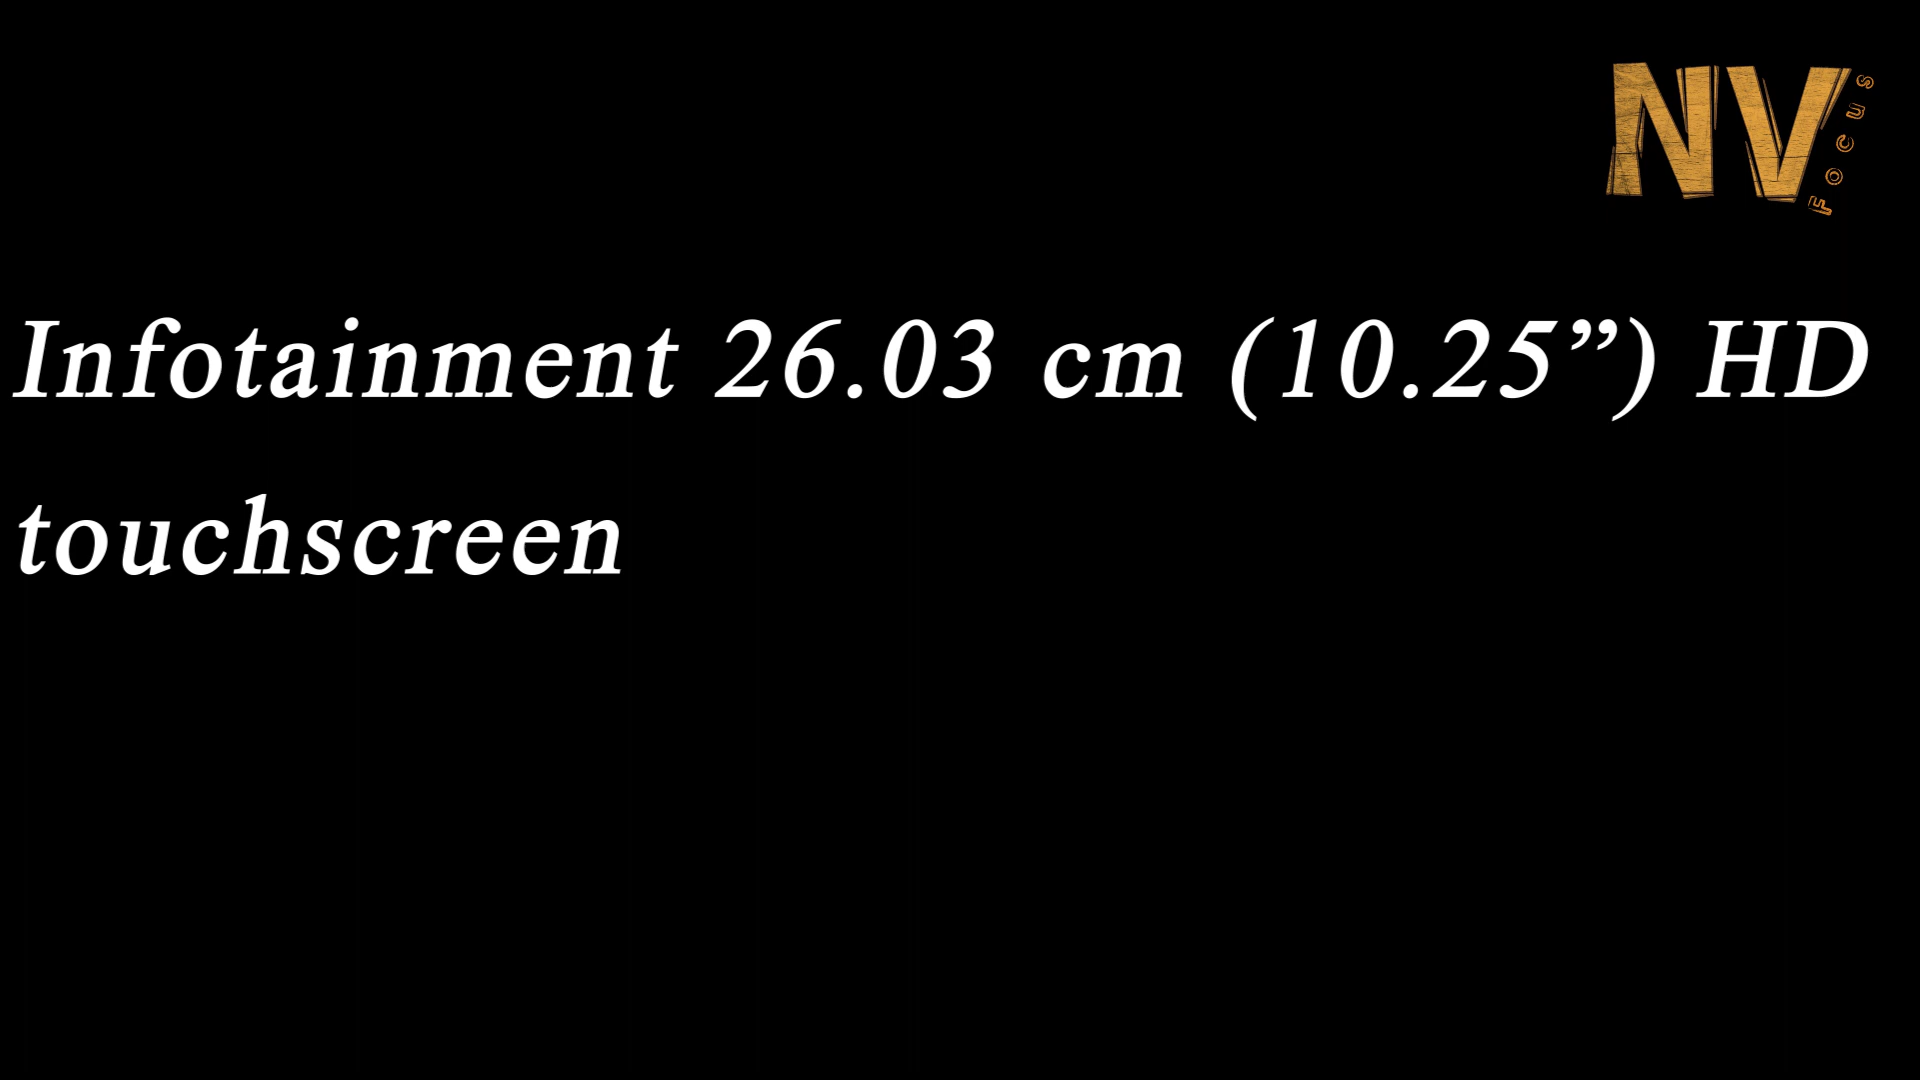 NV
Focus
Infotainment 26.03 cm (10.25”) HD
touchscreen